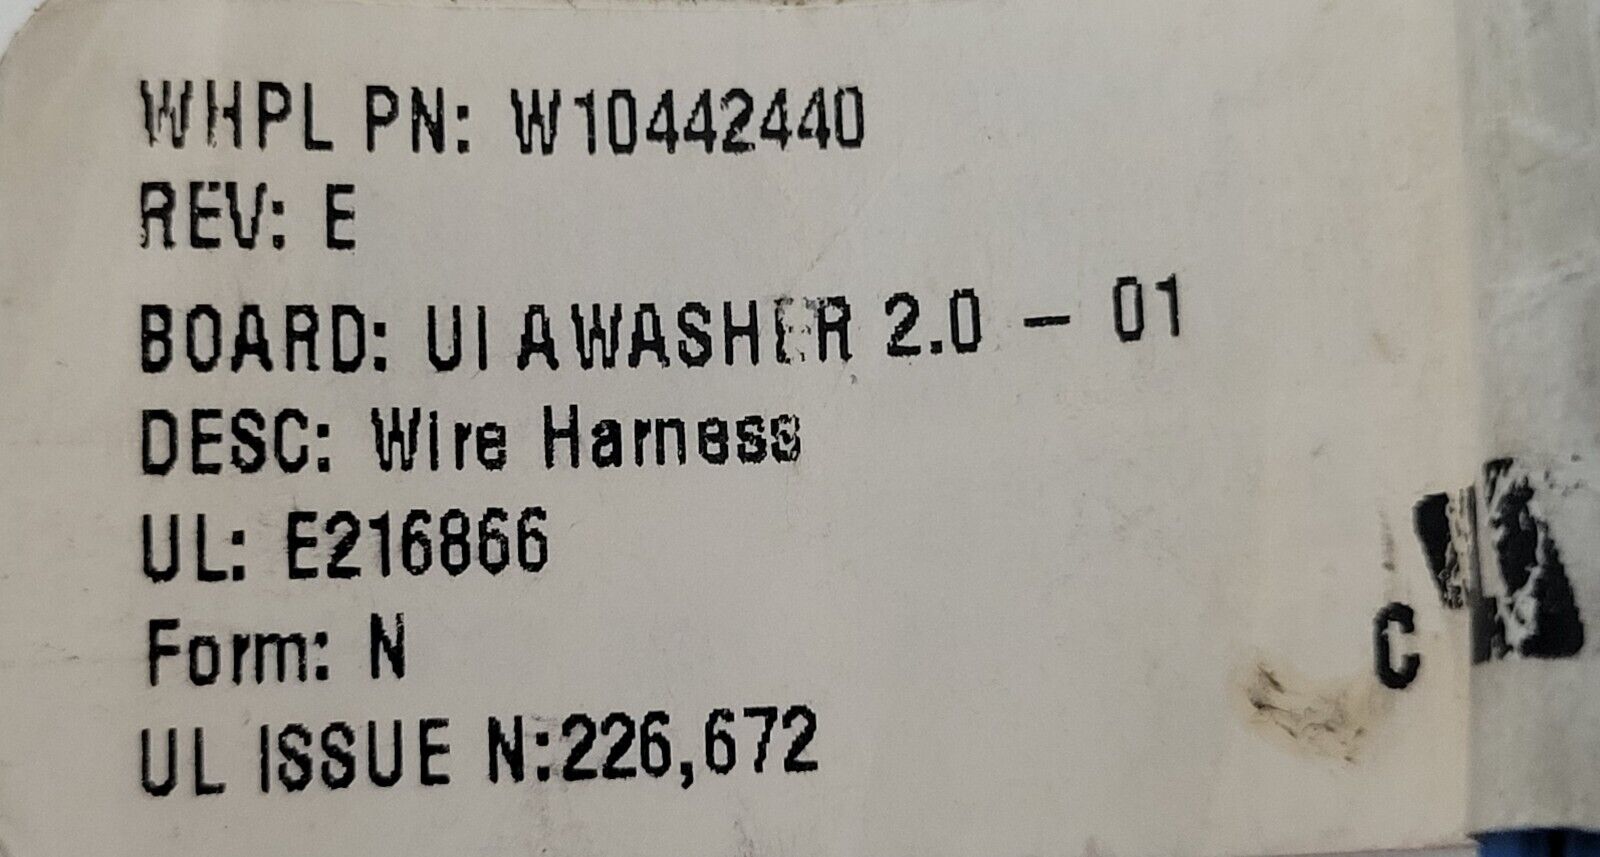 WHPL PN: W10442440
REV: E
BOARD: UI AWASHER 2.0 - 01
DESC: Wire Harness
UL: E216866
Form: N
UL ISSUE N:226,672
C